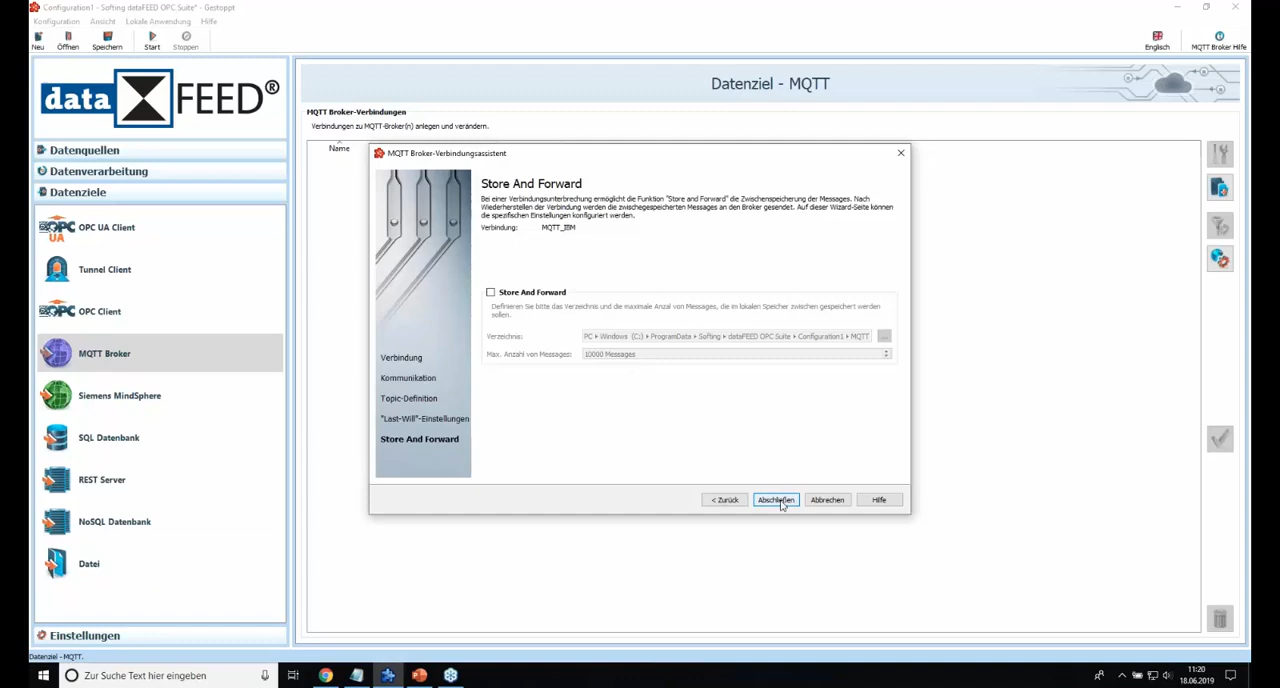 Configuration1 - Softing dataFEED OPC Suite* - Gestoppt
Konfiguration Ansicht Lokale Anwendung Hilfe
Neu Öffnen Speichern Start Stoppen Englisch MQTT Broker Hilfe
data FEED®
Datenquellen
Datenverarbeitung
Datenziele
OPC UA Client
Tunnel Client
OPC Client
MQTT Broker
Siemens MindSphere
SQL Datenbank
REST Server
NoSQL Datenbank
Datei
Einstellungen
Datenziel - MQTT.
Datenziel - MQTT
MQTT Broker-Verbindungen
Verbindungen zu MQTT-Broker(n) anlegen und verändern.
Name
MQTT Broker-Verbindungsassistent
Store And Forward
Bei einer Verbindungsunterbrechung ermöglicht die Funktion "Store and Forward" die Zwischenspeicherung der Messages. Nach
Wiederherstellen der Verbindung werden die zwischegespeicherten Messages an den Broker gesendet. Auf dieser Wizard-Seite können
die spezifischen Einstellungen konfiguriert werden.
Verbindung: MQTT_IBM
Store And Forward
Definieren Sie bitte das Verzeichnis und die maximale Anzal von Messages, die im lokalen Speicher zwischen gespeichert werden
sollen.
Verzeichnis: PC Windows (C:) ProgramData Softing dataFEED OPC Suite Configuration1 MQTT ...
Max. Anzahl von Messages: 10000 Messages
Verbindung
Kommunikation
Topic-Definition
"Last-Will"-Einstellungen
Store And Forward
< Zurück Abschließen Abbrechen Hilfe
Zur Suche Text hier eingeben
11:20
18.06.2019